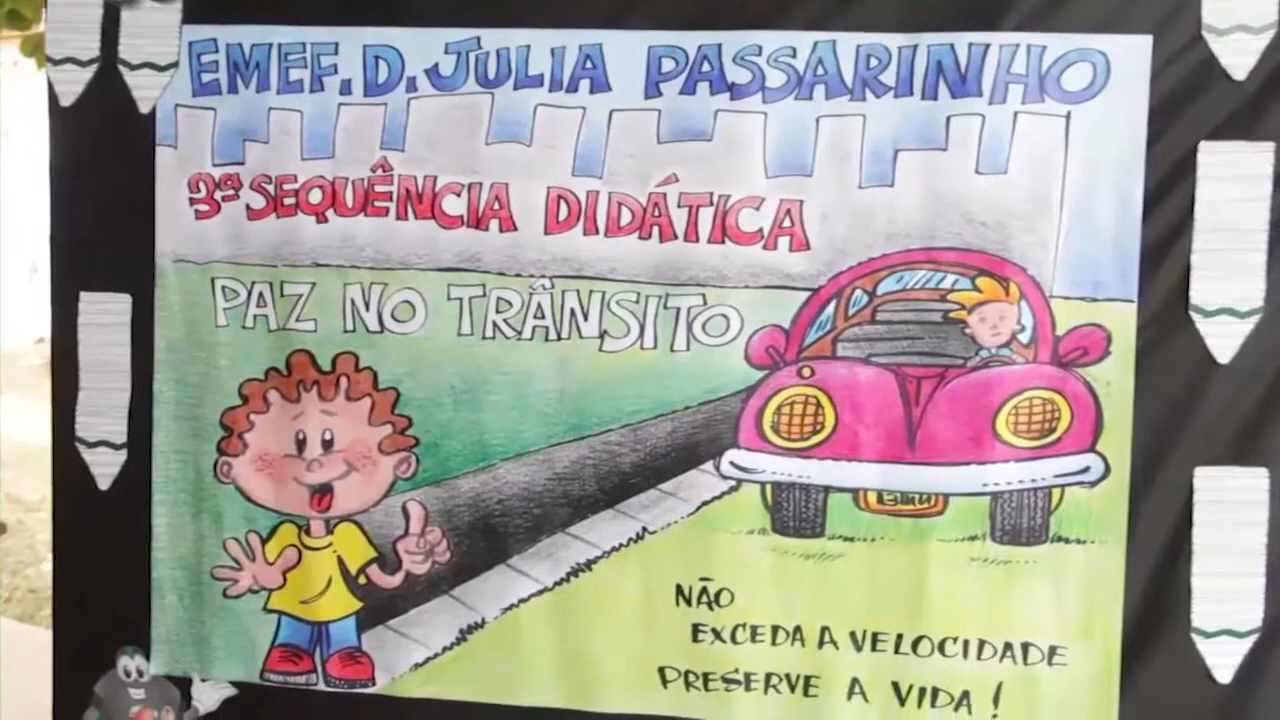 EMEF. D. JULIA PASSARINHO
3ª SEQUÊNCIA DIDÁTICA
PAZ NO TRÂNSITO
NÃO
EXCEDA A VELOCIDADE
PRESERVE A VIDA !